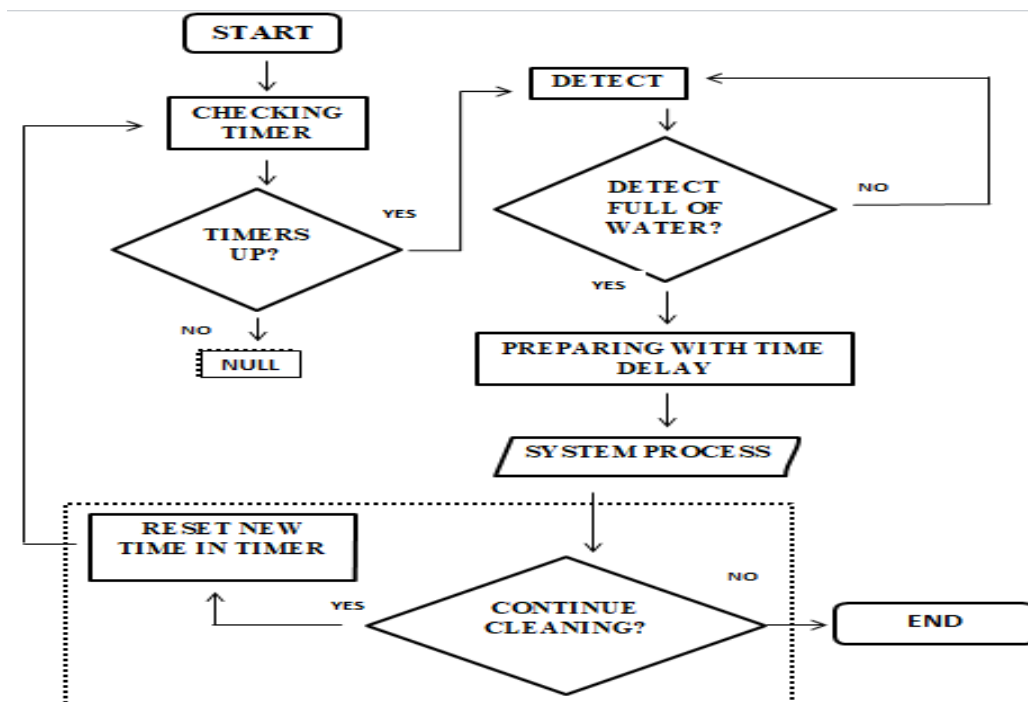 START
CHECKING
TIMER
TIMERS
UP?
YES
NO
NULL
DETECT
DETECT
FULL OF
WATER?
NO
YES
PREPARING WITH TIME
DELAY
SYSTEM PROCESS
CONTINUE
CLEANING?
YES
RESET NEW
TIME IN TIMER
NO
END